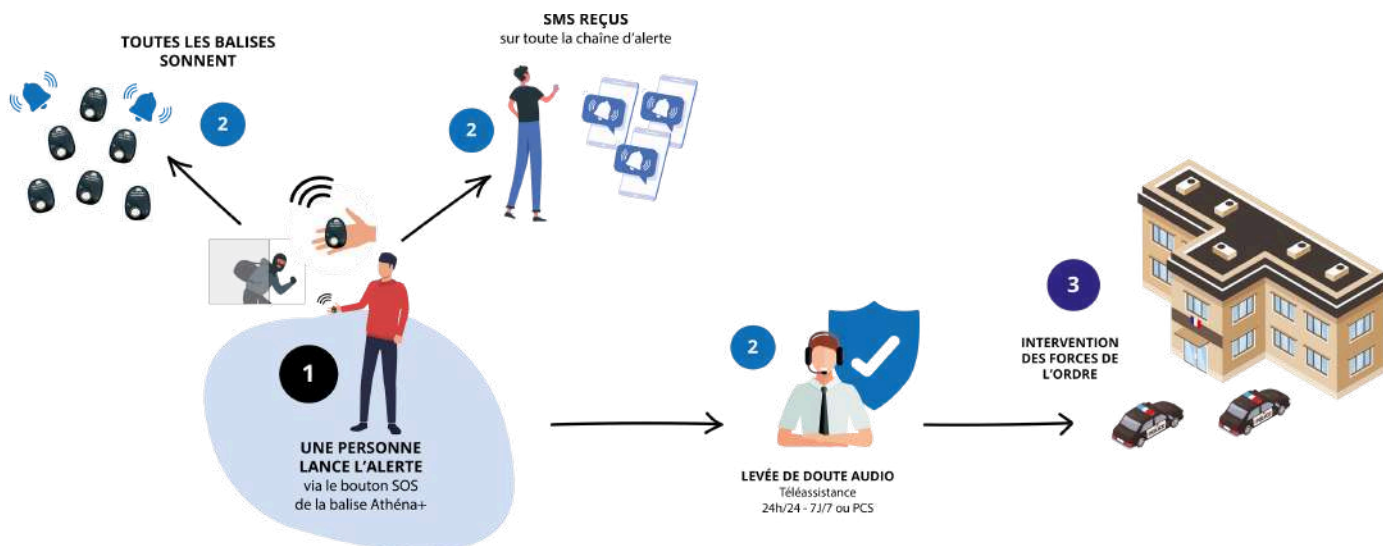 TOUTES LES BALISES
SONNENT
2
SMS REÇUS
sur toute la chaîne d'alerte
2
1
UNE PERSONNE
LANCE L'ALERTE
via le bouton SOS
de la balise Athéna+
2
LEVÉE DE DOUTE AUDIO
Téléassistance
24h/24 - 7J/7 ou PCS
3
INTERVENTION
DES FORCES DE
L'ORDRE
POLICE
POLICE